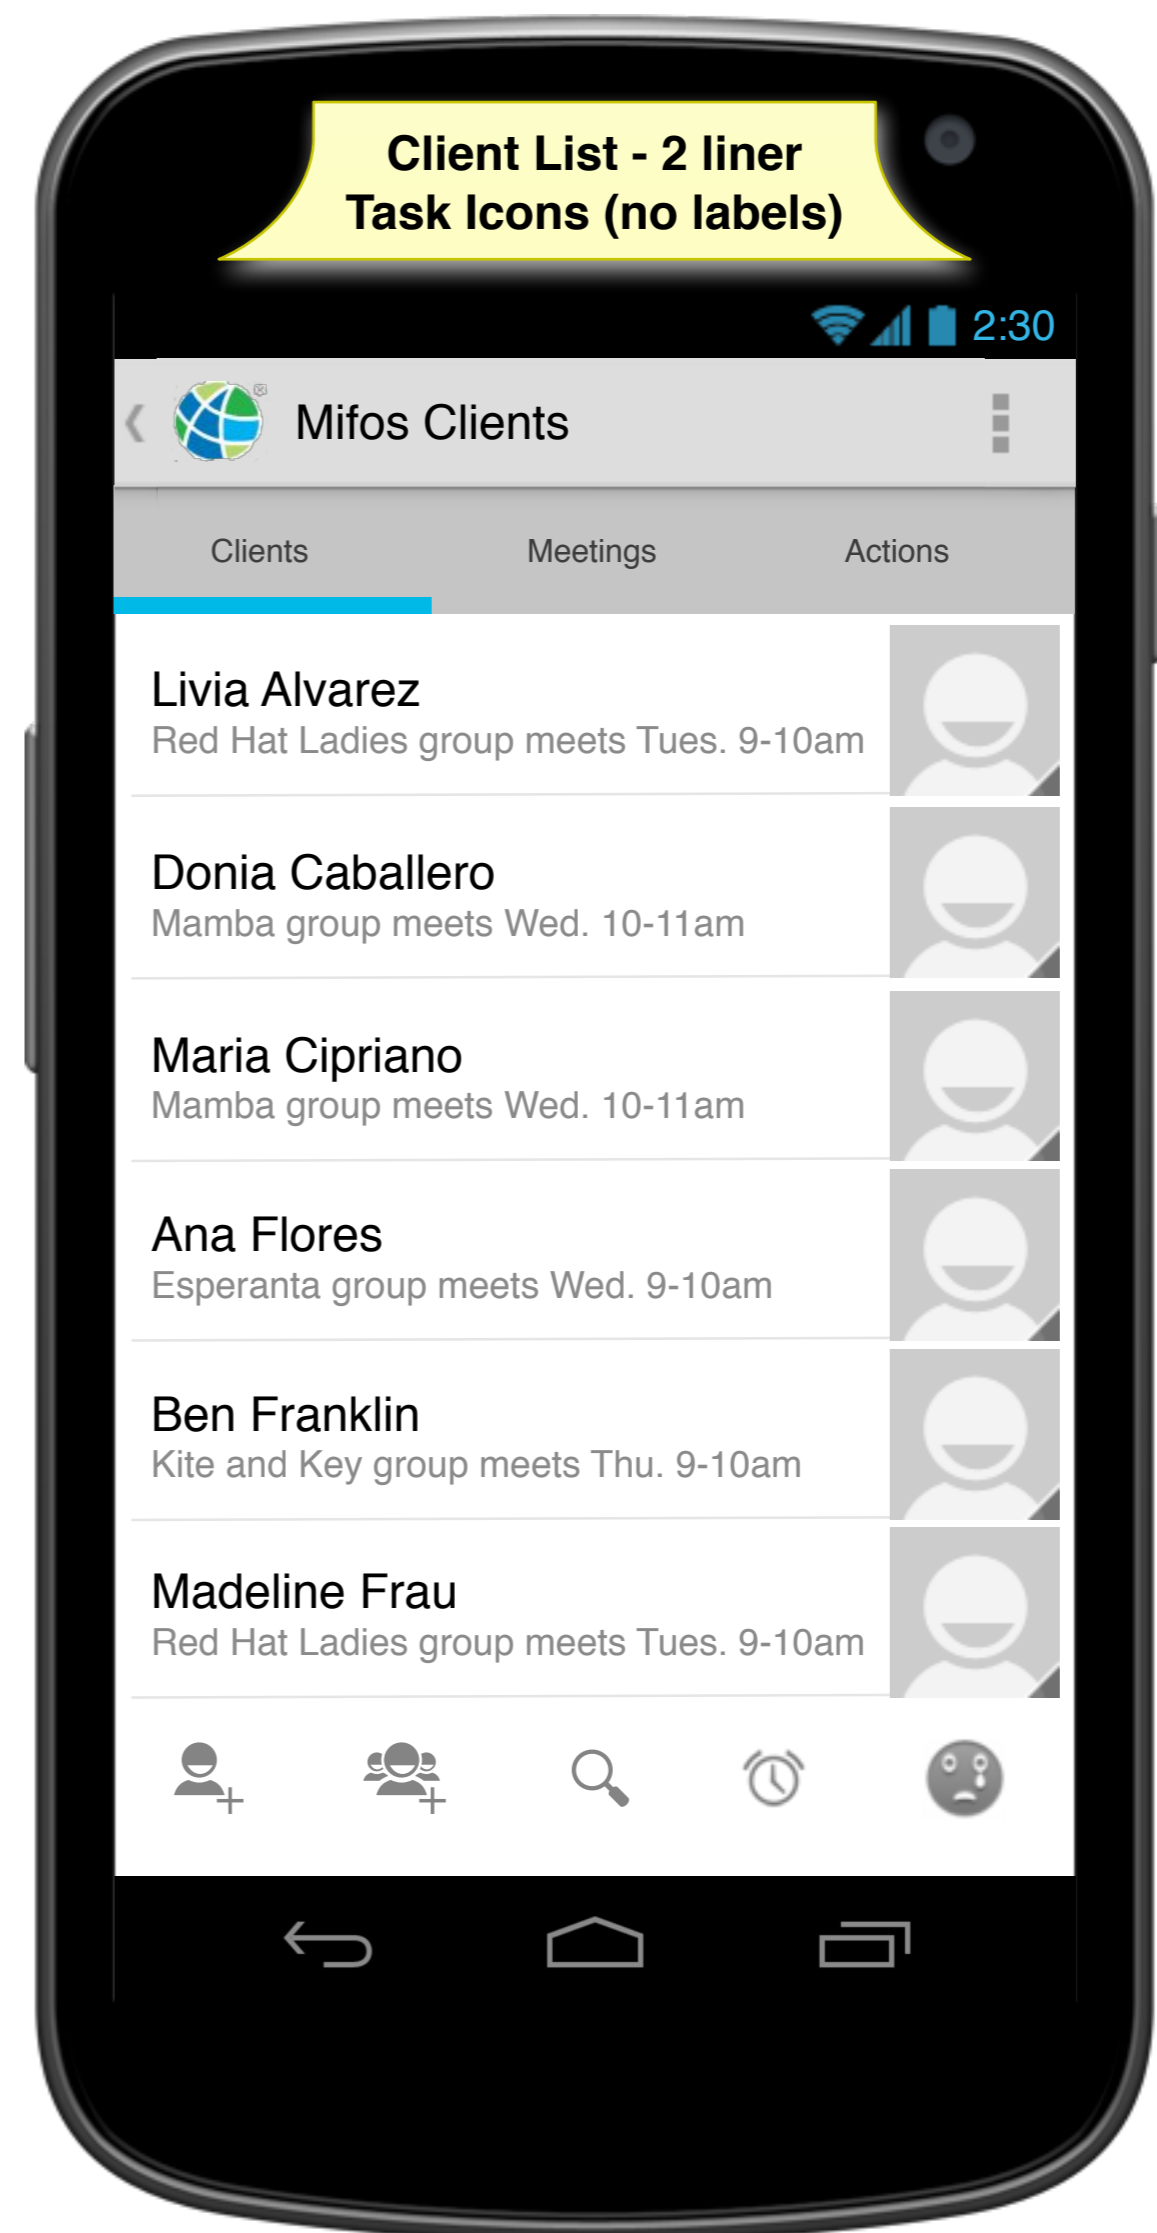 Client List - 2 liner
Task Icons (no labels)
2:30
Mifos Clients
Clients Meetings Actions
Livia Alvarez
Red Hat Ladies group meets Tues. 9-10am
Donia Caballero
Mamba group meets Wed. 10-11am
Maria Cipriano
Mamba group meets Wed. 10-11am
Ana Flores
Esperanta group meets Wed. 9-10am
Ben Franklin
Kite and Key group meets Thu. 9-10am
Madeline Frau
Red Hat Ladies group meets Tues. 9-10am